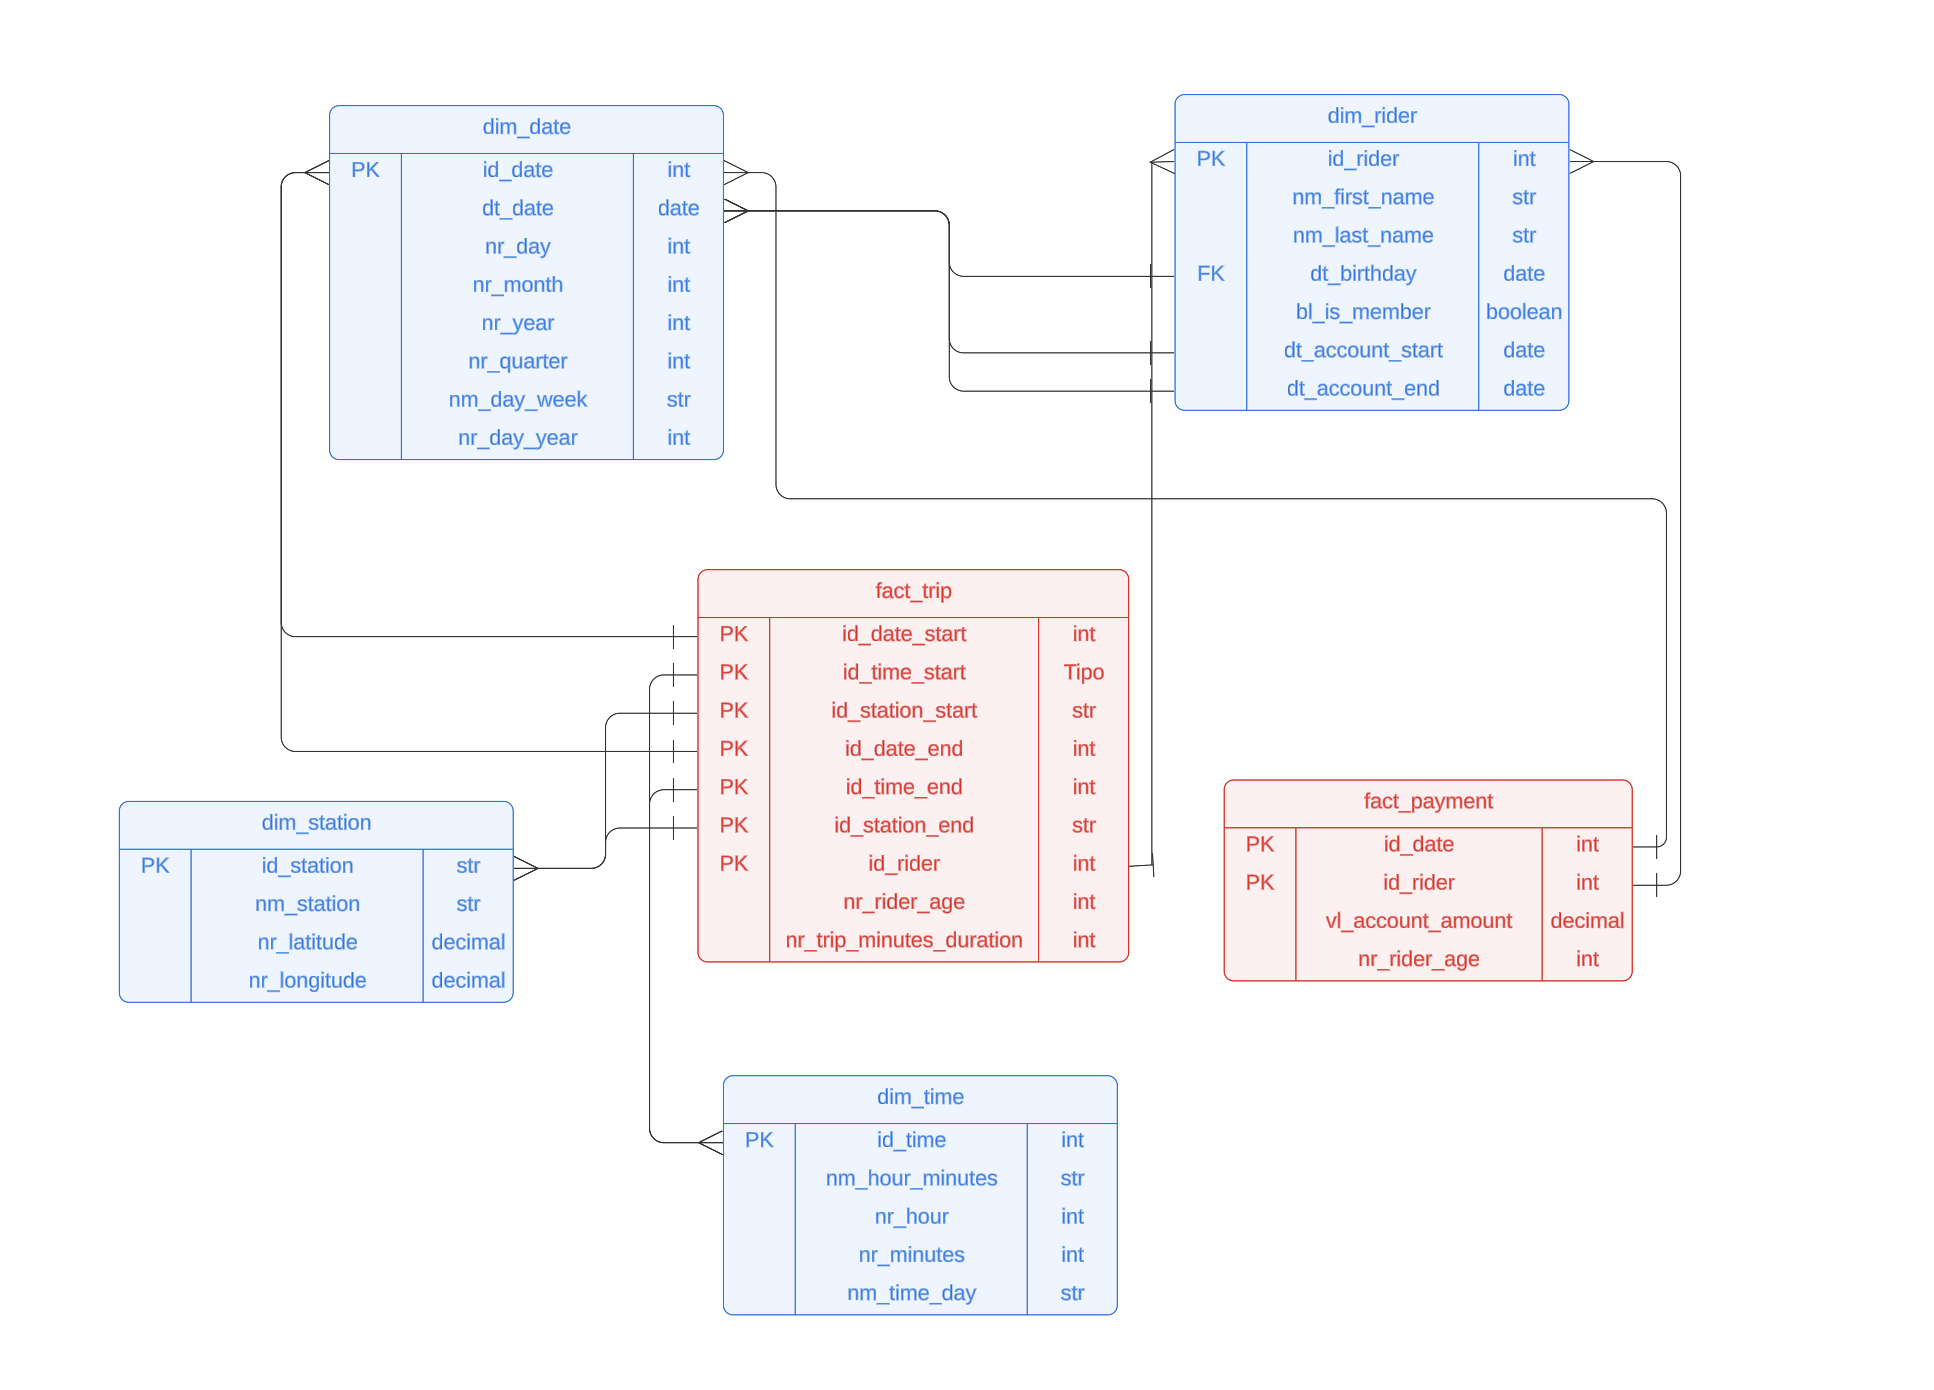 dim_date
PK id_date int
dt_date date
nr_day int
nr_month int
nr_year int
nr_quarter int
nm_day_week str
nr_day_year int
dim_rider
PK id_rider int
nm_first_name str
nm_last_name str
FK dt_birthday date
bl_is_member boolean
dt_account_start date
dt_account_end date
fact_trip
PK id_date_start int
PK id_time_start Tipo
PK id_station_start str
PK id_date_end int
PK id_time_end int
PK id_station_end str
PK id_rider int
nr_rider_age int
nr_trip_minutes_duration int
dim_station
PK id_station str
nm_station str
nr_latitude decimal
nr_longitude decimal
fact_payment
PK id_date int
PK id_rider int
vl_account_amount decimal
nr_rider_age int
dim_time
PK id_time int
nm_hour_minutes str
nr_hour int
nr_minutes int
nm_time_day str